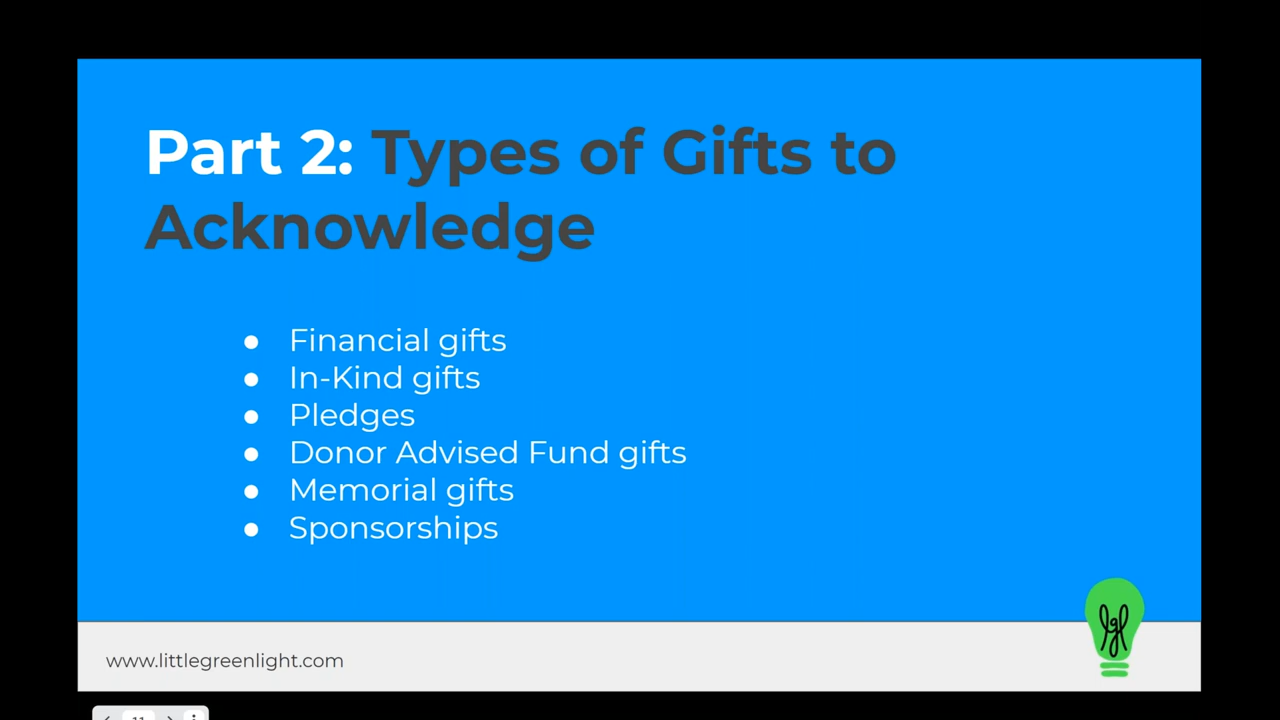 Part 2: Types of Gifts to
Acknowledge
● Financial gifts
● In-Kind gifts
● Pledges
● Donor Advised Fund gifts
● Memorial gifts
● Sponsorships
www.littlegreenlight.com
lgl
11